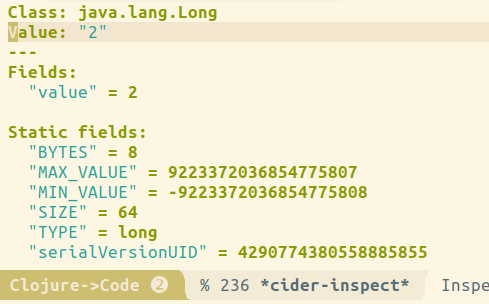 Class: java.lang.Long
Value: "2"
---
Fields:
"value" = 2
Static fields:
"BYTES" = 8
"MAX_VALUE" = 9223372036854775807
"MIN_VALUE" = -9223372036854775808
"SIZE" = 64
"TYPE" = long
"serialVersionUID" = 4290774380558885855
Clojure->Code 2 % 236 *cider-inspect* Inspe